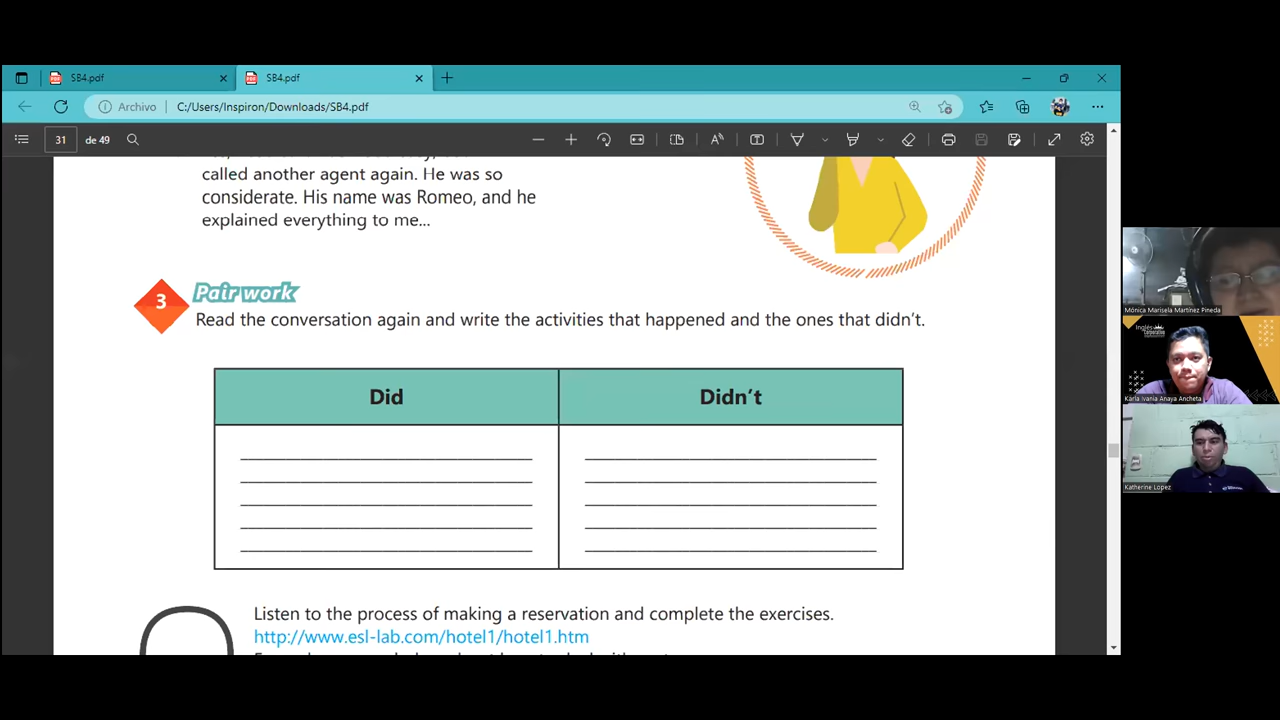 SB4.pdf
SB4.pdf
Archivo
C:/Users/Inspiron/Downloads/SB4.pdf
31
de 49
called another agent again. He was so
considerate. His name was Romeo, and he
explained everything to me...
3
Pair work
Read the conversation again and write the activities that happened and the ones that didn't.
Did
Didn't
Listen to the process of making a reservation and complete the exercises.
http://www.esl-lab.com/hotel1/hotel1.htm
Mónica Marisela Martínez Pineda
Inglés
Karla Ivania Anaya Ancheta
Katherine Lopez